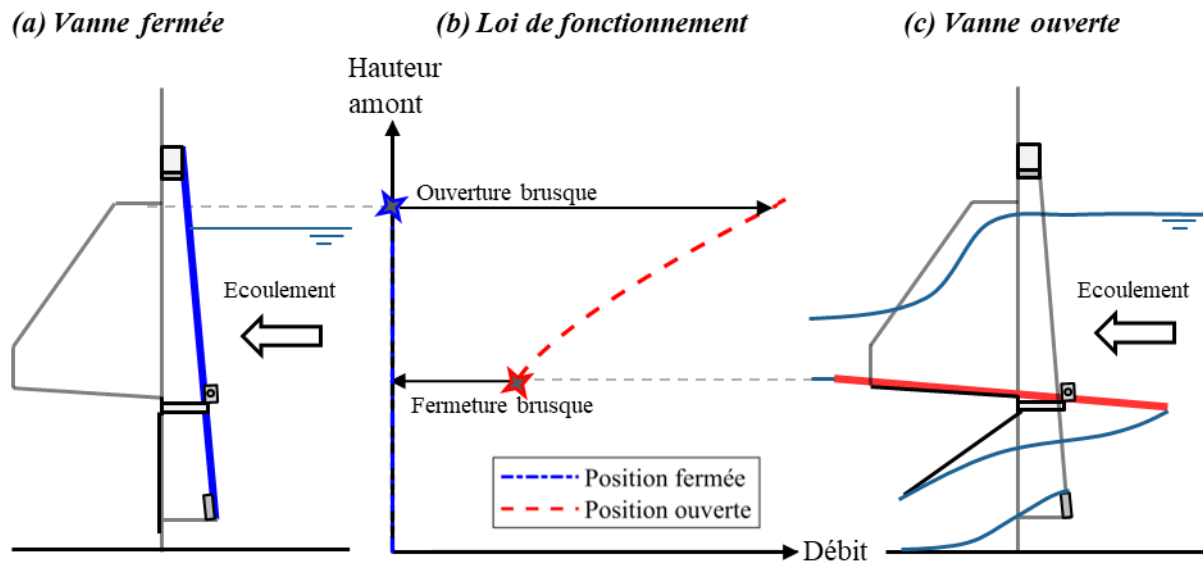 (a) Vanne fermée
(b) Loi de fonctionnement
(c) Vanne ouverte
Hauteur
amont
Ouverture brusque
Ecoulement
Ecoulement
Fermeture brusque
Position fermée
Position ouverte
Débit